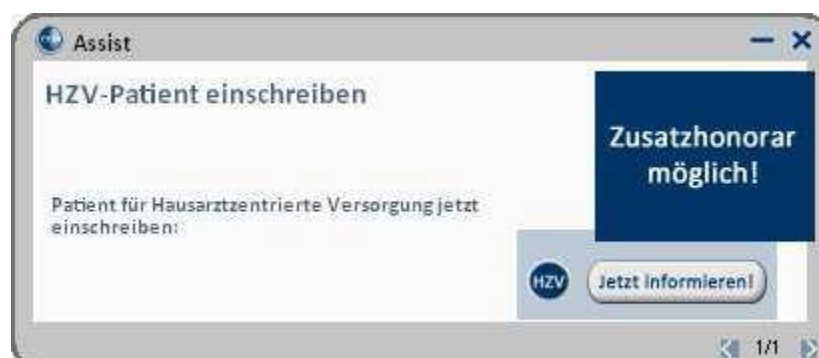 Assist
HZV-Patient einschreiben
Zusatzhonorar
möglich!
Patient für Hausarztzentrierte Versorgung jetzt
einschreiben:
HZV
Jetzt informieren!
1/1